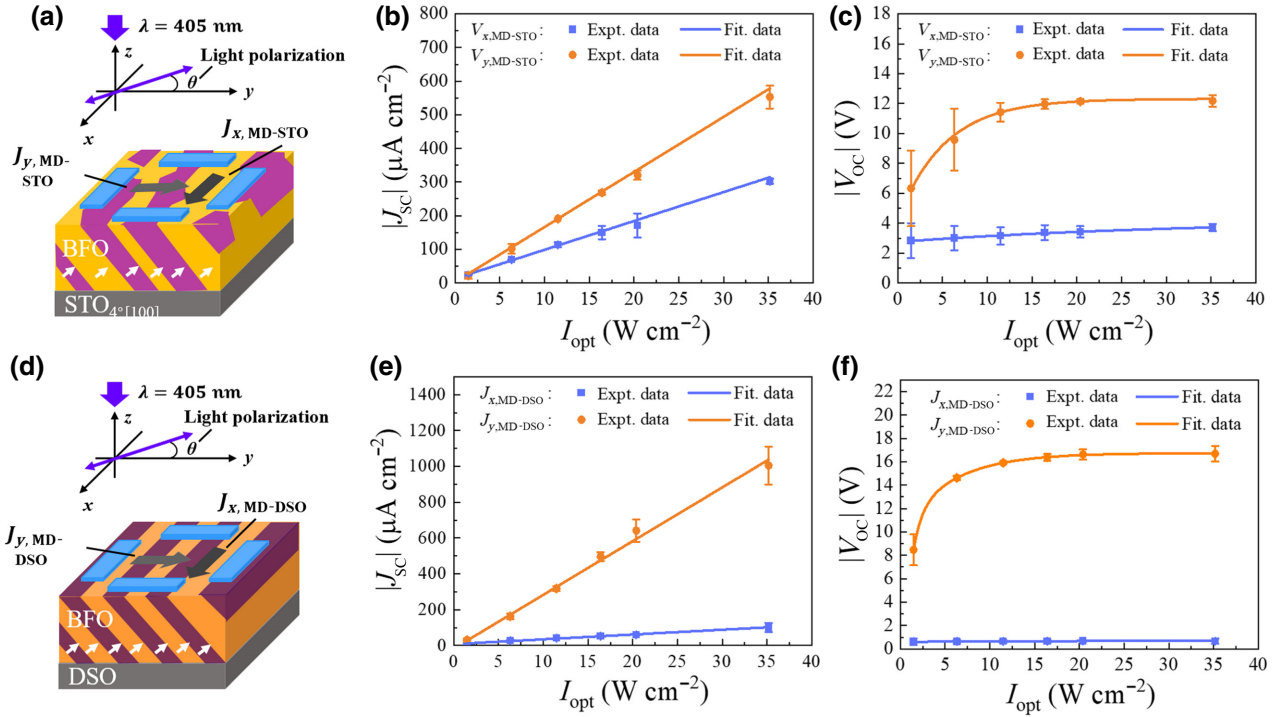 (a)
λ = 405 nm
z
Light polarization
θ
y
x
J x, MD-STO
J y, MD-
STO
BFO
STO4°[100]
(b)
800
700
600
500
400
300
200
100
0
0 5 10 15 20 25 30 35 40
|JSC| (µA cm−2)
Iopt (W cm−2)
Vx,MD-STO: Expt. data Fit. data
Vy,MD-STO: Expt. data Fit. data
(c)
18
16
14
12
10
8
6
4
2
0
0 5 10 15 20 25 30 35 40
|VOC| (V)
Iopt (W cm−2)
Vx,MD-STO: Expt. data Fit. data
Vy,MD-STO: Expt. data Fit. data
(d)
λ = 405 nm
z
Light polarization
θ
y
x
J x, MD-DSO
J y, MD-
DSO
BFO
DSO
(e)
1400
1200
1000
800
600
400
200
0
0 5 10 15 20 25 30 35 40
|JSC| (µA cm−2)
Iopt (W cm−2)
Jx,MD-DSO: Expt. data Fit. data
Jy,MD-DSO: Expt. data Fit. data
(f)
22
20
18
16
14
12
10
8
6
4
2
0
0 5 10 15 20 25 30 35 40
|VOC| (V)
Iopt (W cm−2)
Jx,MD-DSO: Expt. data Fit. data
Jy,MD-DSO: Expt. data Fit. data